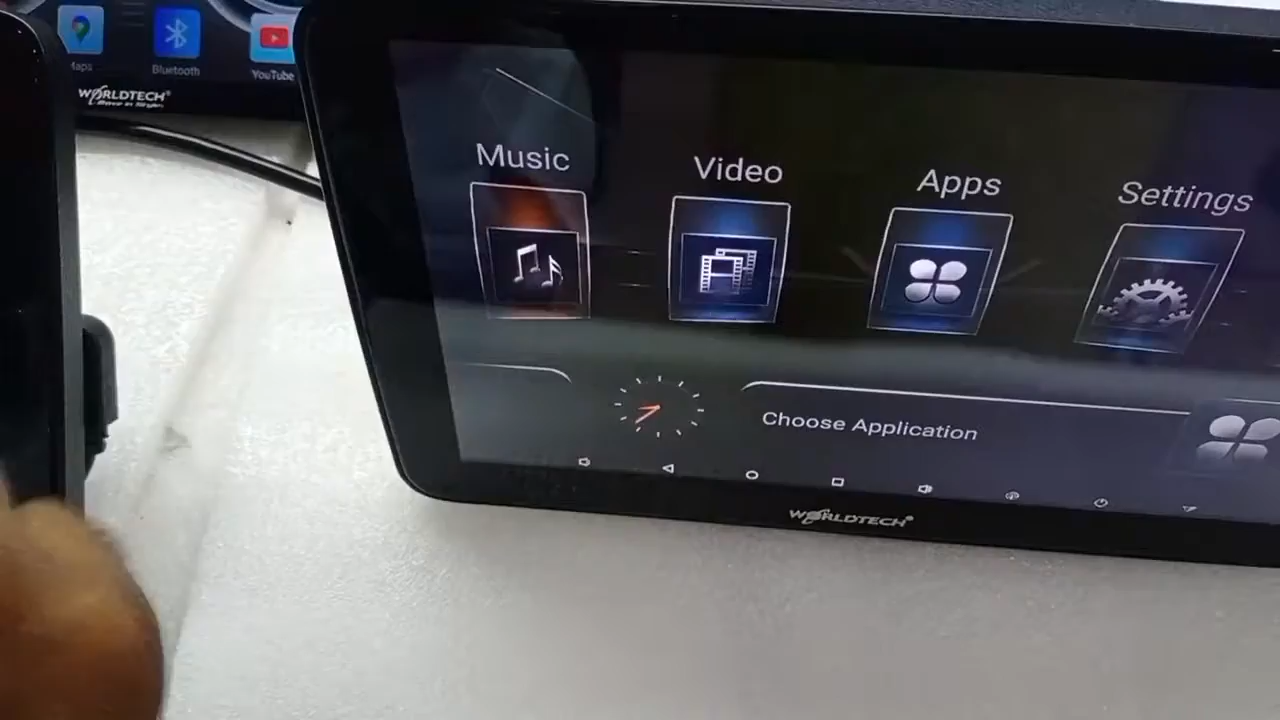 Maps
Bluetooth
YouTube
WORLDTECH
Music
Video
Apps
Settings
Choose Application
WORLDTECH